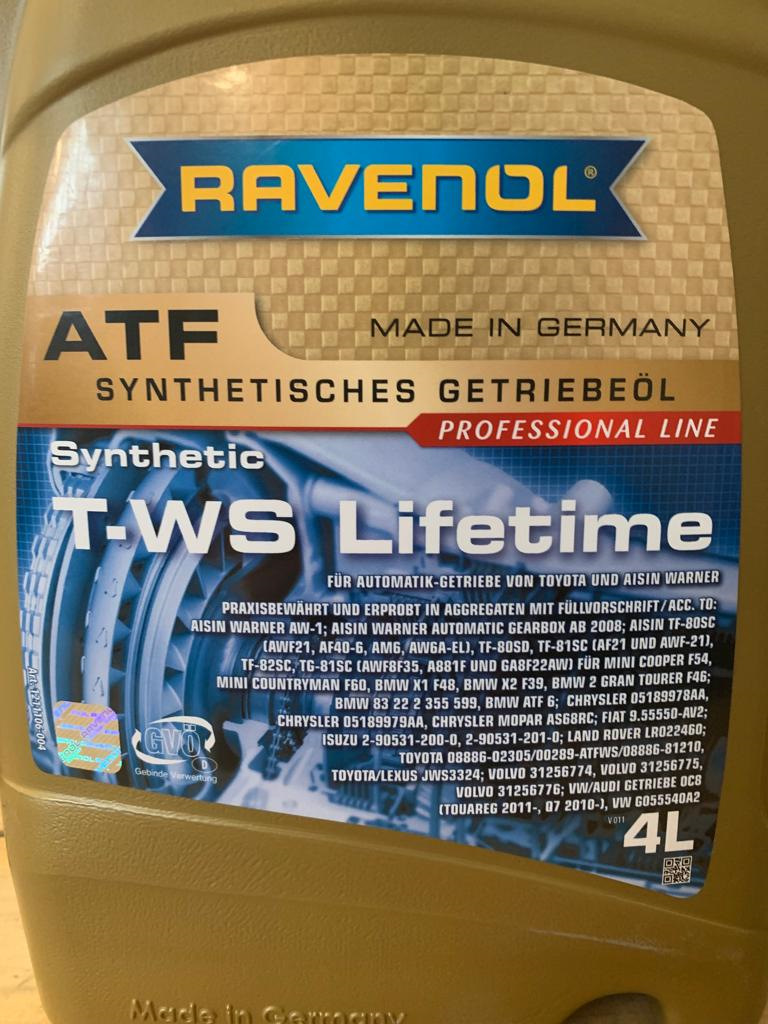 RAVENOL®
ATF
MADE IN GERMANY
SYNTHETISCHES GETRIEBEÖL
PROFESSIONAL LINE
Synthetic
T-WS Lifetime
FÜR AUTOMATIK-GETRIEBE VON TOYOTA UND AISIN WARNER
PRAXISBEWÄHRT UND ERPROBT IN AGGREGATEN MIT FÜLLVORSCHRIFT/ACC. TO:
AISIN WARNER AW-1; AISIN WARNER AUTOMATIC GEARBOX AB 2008; AISIN TF-80SC
(AWF21, AF40-6, AM6, AW6A-EL), TF-80SD, TF-81SC (AF21 UND AWF-21),
TF-82SC, TG-81SC (AWF8F35, A881F UND GA8F22AW) FÜR MINI COOPER F54,
MINI COUNTRYMAN F60, BMW X1 F48, BMW X2 F39, BMW 2 GRAN TOURER F46;
BMW 83 22 2 355 599, BMW ATF 6; CHRYSLER 05189978AA,
CHRYSLER 05189979AA, CHRYSLER MOPAR AS68RC; FIAT 9.55550-AV2;
ISUZU 2-90531-200-0, 2-90531-201-0; LAND ROVER LR022460;
TOYOTA 08886-02305/00289-ATFWS/08886-81210,
TOYOTA/LEXUS JWS3324; VOLVO 31256774, VOLVO 31256775,
VOLVO 31256776; VW/AUDI GETRIEBE 0C8
(TOUAREG 2011-, Q7 2010-), VW G055540A2
V 011
4L
Art. 1211106-004
GVÖ
D
Gebinde Verwertung
Made in Germany